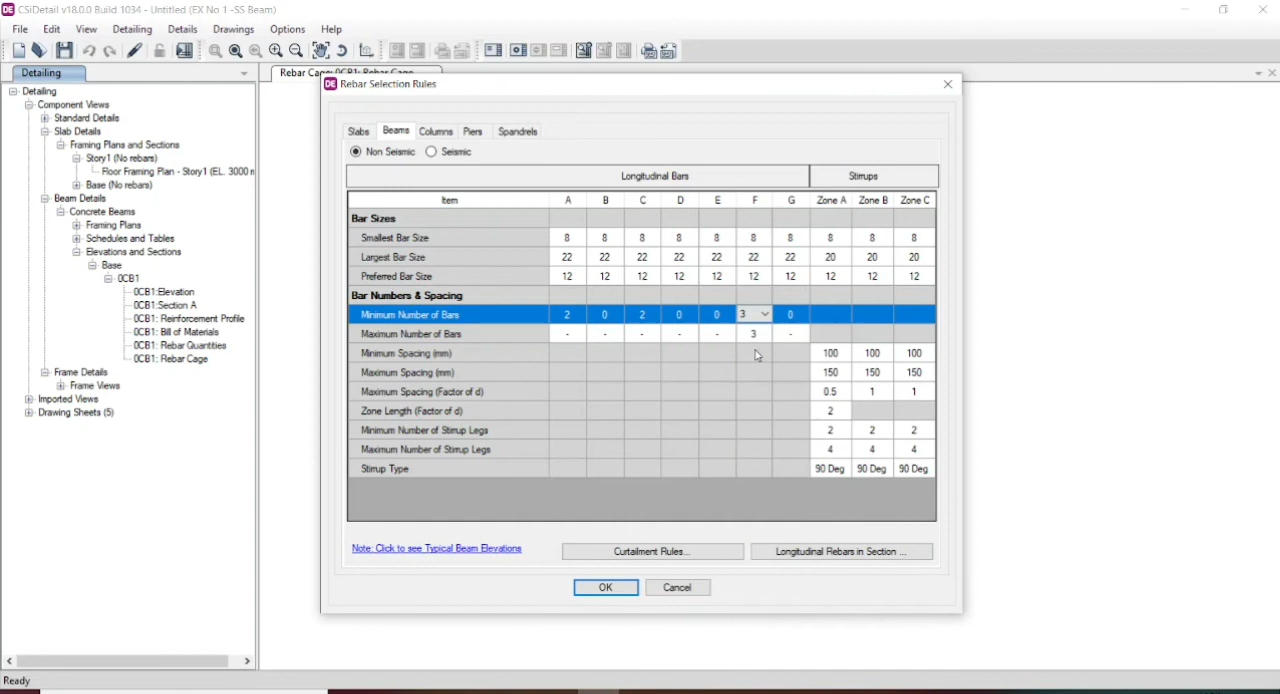 CSiDetail v18.0.0 Build 1034 - Untitled (EX No 1 -SS Beam)
File Edit View Detailing Details Drawings Options Help
Detailing
Rebar Cage: 0CB1: Rebar Cage
Detailing
Component Views
Standard Details
Slab Details
Framing Plans and Sections
Story1 (No rebars)
Floor Framing Plan - Story1 (EL. 3000 n
Base (No rebars)
Beam Details
Concrete Beams
Framing Plans
Schedules and Tables
Elevations and Sections
Base
0CB1
0CB1:Elevation
0CB1:Section A
0CB1: Reinforcement Profile
0CB1: Bill of Materials
0CB1: Rebar Quantities
0CB1: Rebar Cage
Frame Details
Frame Views
Imported Views
Drawing Sheets (5)
DE Rebar Selection Rules
Slabs Beams Columns Piers Spandrels
Non Seismic Seismic
Longitudinal Bars Stirrups
Item A B C D E F G Zone A Zone B Zone C
Bar Sizes
Smallest Bar Size 8 8 8 8 8 8 8 8 8 8
Largest Bar Size 22 22 22 22 22 22 22 20 20 20
Preferred Bar Size 12 12 12 12 12 12 12 12 12 12
Bar Numbers & Spacing
Minimum Number of Bars 2 0 2 0 0 3 0
Maximum Number of Bars - - - - - 3 -
Minimum Spacing (mm) 100 100 100
Maximum Spacing (mm) 150 150 150
Maximum Spacing (Factor of d) 0.5 1 1
Zone Length (Factor of d) 2
Minimum Number of Stirrup Legs 2 2 2
Maximum Number of Stirrup Legs 4 4 4
Stirrup Type 90 Deg 90 Deg 90 Deg
Note: Click to see Typical Beam Elevations
Curtailment Rules...
Longitudinal Rebars in Section ...
OK Cancel
Ready